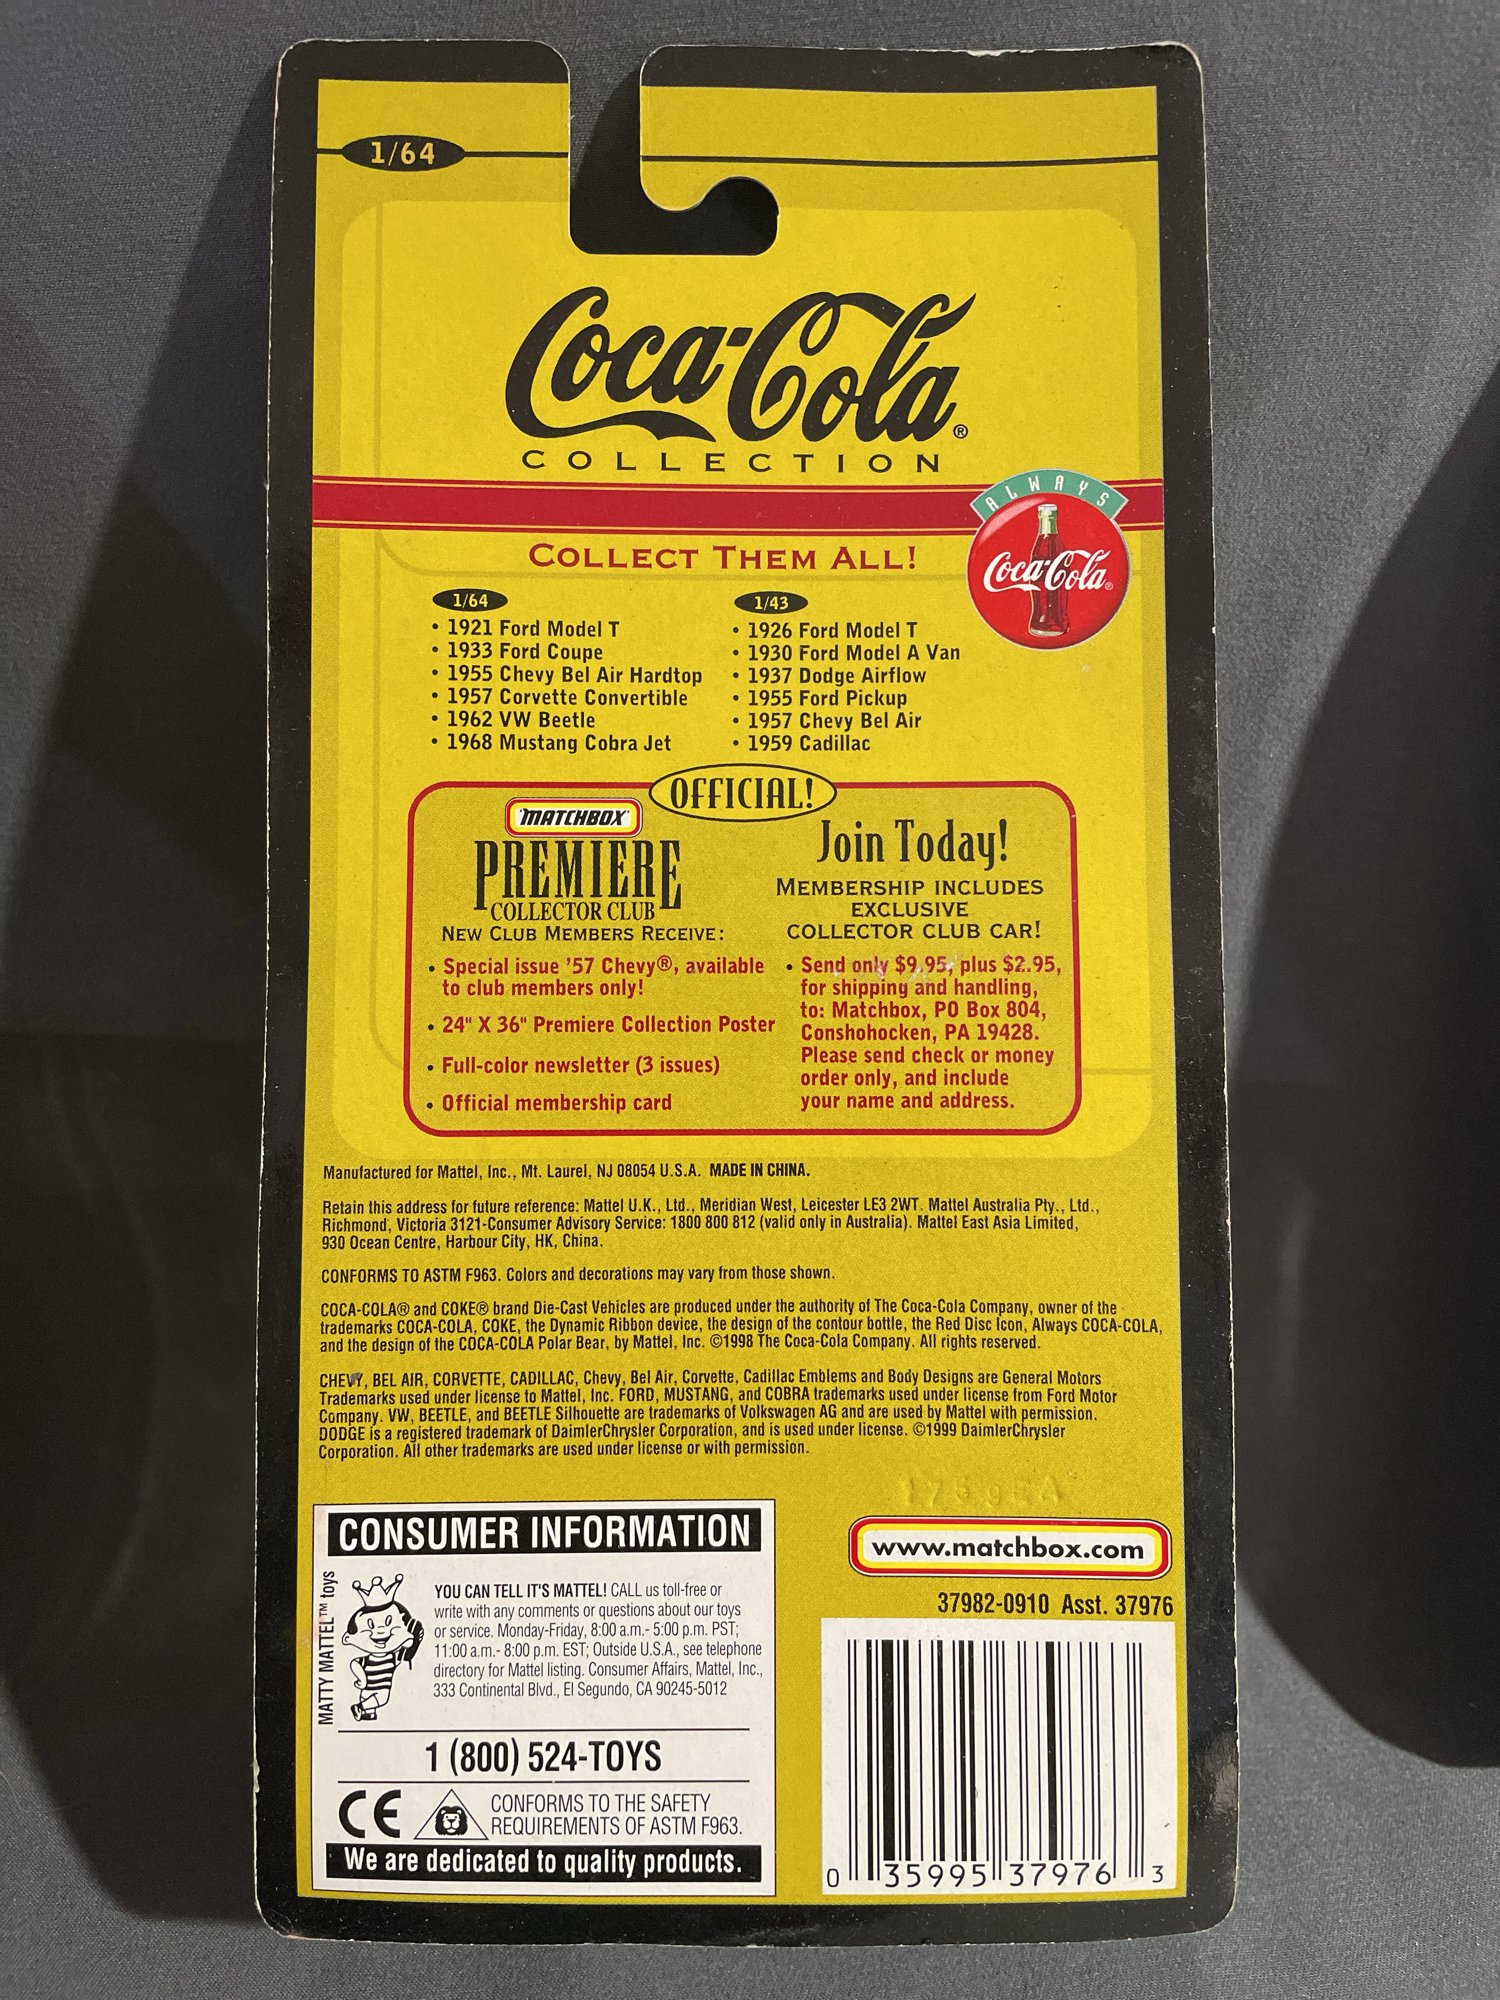 1/64
Coca-Cola®
COLLECTION
ALWAYS
Coca-Cola®
COLLECT THEM ALL!
1/64
• 1921 Ford Model T
• 1933 Ford Coupe
• 1955 Chevy Bel Air Hardtop
• 1957 Corvette Convertible
• 1962 VW Beetle
• 1968 Mustang Cobra Jet
1/43
• 1926 Ford Model T
• 1930 Ford Model A Van
• 1937 Dodge Airflow
• 1955 Ford Pickup
• 1957 Chevy Bel Air
• 1959 Cadillac
OFFICIAL!
MATCHBOX
PREMIERE
COLLECTOR CLUB
NEW CLUB MEMBERS RECEIVE:
• Special issue '57 Chevy®, available
to club members only!
• 24" X 36" Premiere Collection Poster
• Full-color newsletter (3 issues)
• Official membership card
Join Today!
MEMBERSHIP INCLUDES
EXCLUSIVE
COLLECTOR CLUB CAR!
• Send only $9.95, plus $2.95,
for shipping and handling,
to: Matchbox, PO Box 804,
Conshohocken, PA 19428.
Please send check or money
order only, and include
your name and address.
Manufactured for Mattel, Inc., Mt. Laurel, NJ 08054 U.S.A. MADE IN CHINA.
Retain this address for future reference: Mattel U.K., Ltd., Meridian West, Leicester LE3 2WT. Mattel Australia Pty., Ltd.,
Richmond, Victoria 3121-Consumer Advisory Service: 1800 800 812 (valid only in Australia). Mattel East Asia Limited,
930 Ocean Centre, Harbour City, HK, China.
CONFORMS TO ASTM F963. Colors and decorations may vary from those shown.
COCA-COLA® and COKE® brand Die-Cast Vehicles are produced under the authority of The Coca-Cola Company, owner of the
trademarks COCA-COLA, COKE, the Dynamic Ribbon device, the design of the contour bottle, the Red Disc Icon, Always COCA-COLA,
and the design of the COCA-COLA Polar Bear, by Mattel, Inc. ©1998 The Coca-Cola Company. All rights reserved.
CHEVY, BEL AIR, CORVETTE, CADILLAC, Chevy, Bel Air, Corvette, Cadillac Emblems and Body Designs are General Motors
Trademarks used under license to Mattel, Inc. FORD, MUSTANG, and COBRA trademarks used under license from Ford Motor
Company. VW, BEETLE, and BEETLE Silhouette are trademarks of Volkswagen AG and are used by Mattel with permission.
DODGE is a registered trademark of DaimlerChrysler Corporation, and is used under license. ©1999 DaimlerChrysler
Corporation. All other trademarks are used under license or with permission.
CONSUMER INFORMATION
MATTY MATTEL™ toys
YOU CAN TELL IT'S MATTEL! CALL us toll-free or
write with any comments or questions about our toys
or service. Monday-Friday, 8:00 a.m.- 5:00 p.m. PST;
11:00 a.m.- 8:00 p.m. EST; Outside U.S.A., see telephone
directory for Mattel listing. Consumer Affairs, Mattel, Inc.,
333 Continental Blvd., El Segundo, CA 90245-5012
1 (800) 524-TOYS
CE
CONFORMS TO THE SAFETY
REQUIREMENTS OF ASTM F963.
We are dedicated to quality products.
www.matchbox.com
37982-0910 Asst. 37976
0 35995 37976 3